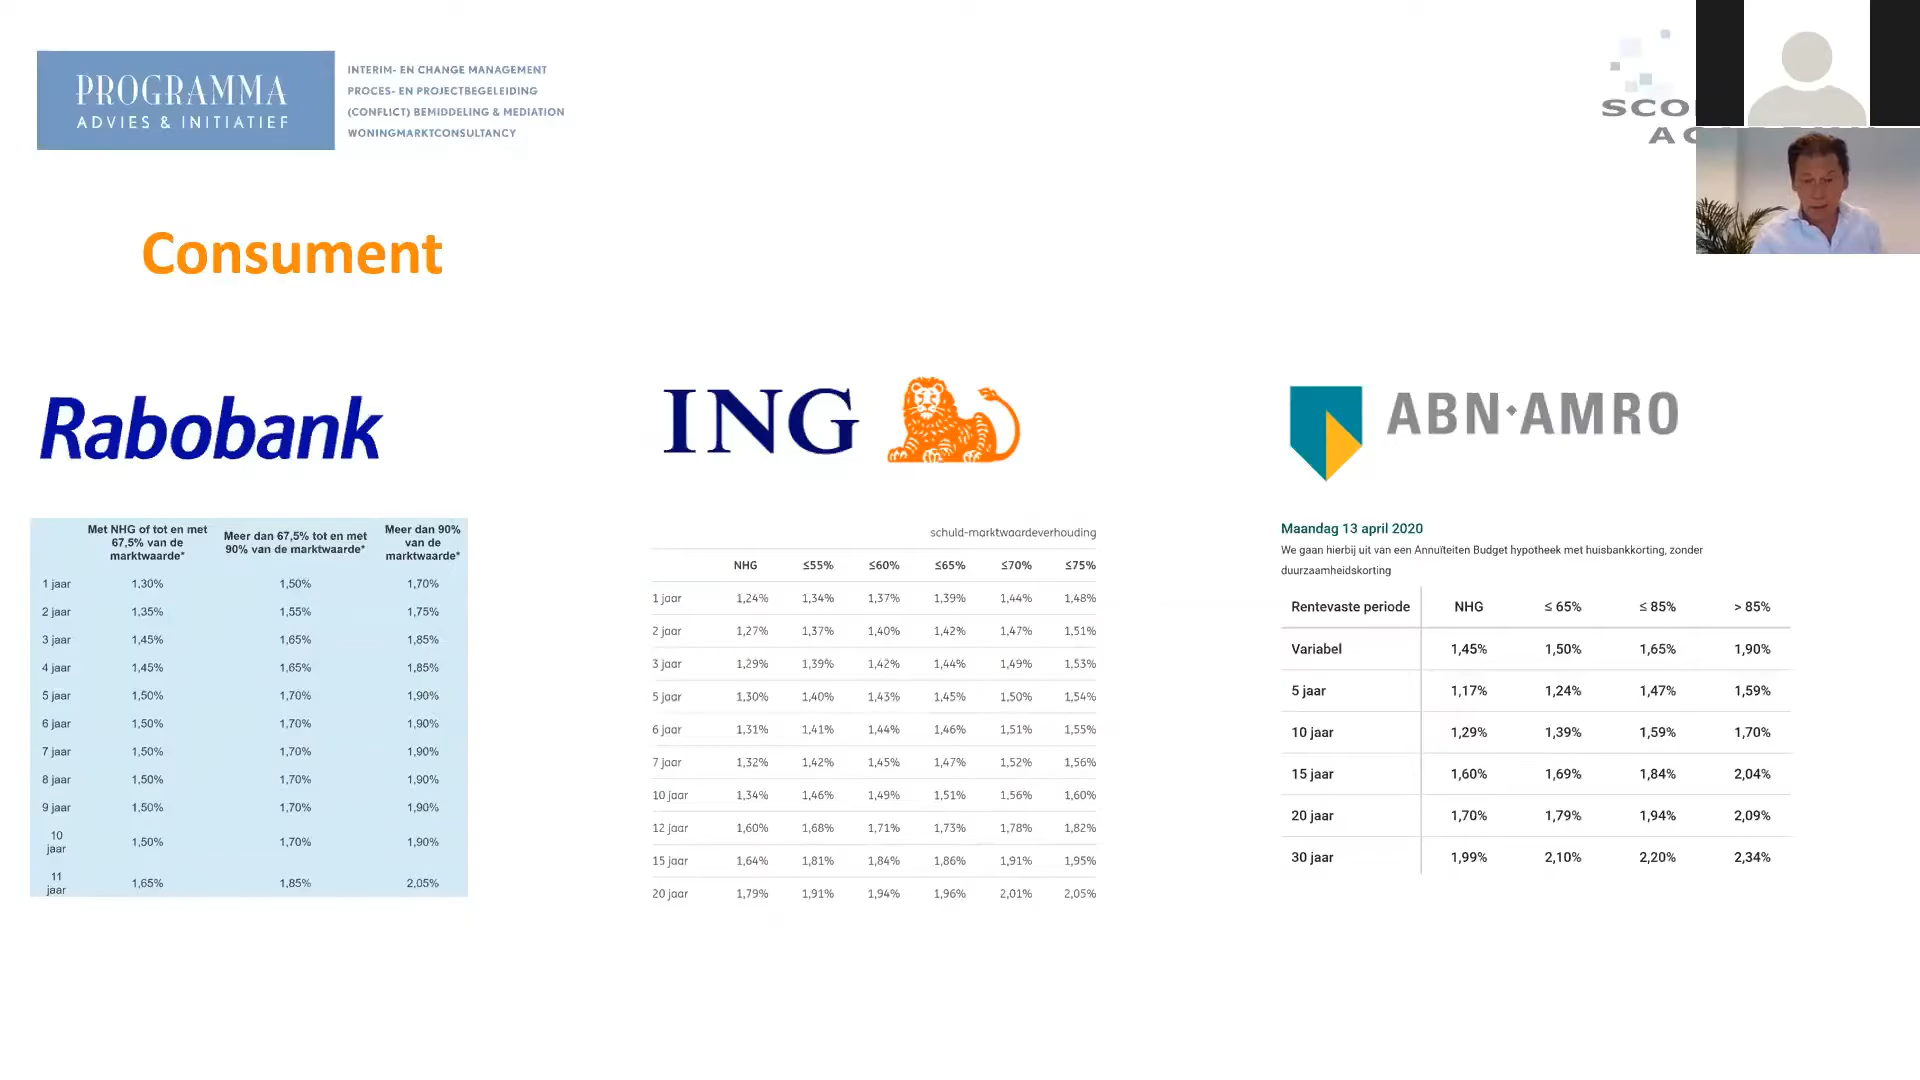 PROGRAMMA
ADVIES & INITIATIEF
INTERIM- EN CHANGE MANAGEMENT
PROCES- EN PROJECTBEGELEIDING
(CONFLICT) BEMIDDELING & MEDIATION
WONINGMARKTCONSULTANCY
Consument
Rabobank
Met NHG of tot en met 67,5% van de marktwaarde* Meer dan 67,5% tot en met 90% van de marktwaarde* Meer dan 90% van de marktwaarde*
1 jaar 1,30% 1,50% 1,70%
2 jaar 1,35% 1,55% 1,75%
3 jaar 1,45% 1,65% 1,85%
4 jaar 1,45% 1,65% 1,85%
5 jaar 1,50% 1,70% 1,90%
6 jaar 1,50% 1,70% 1,90%
7 jaar 1,50% 1,70% 1,90%
8 jaar 1,50% 1,70% 1,90%
9 jaar 1,50% 1,70% 1,90%
10 jaar 1,50% 1,70% 1,90%
11 jaar 1,65% 1,85% 2,05%
ING
schuld-marktwaardeverhouding
NHG ≤55% ≤60% ≤65% ≤70% ≤75%
1 jaar 1,24% 1,34% 1,37% 1,39% 1,44% 1,48%
2 jaar 1,27% 1,37% 1,40% 1,42% 1,47% 1,51%
3 jaar 1,29% 1,39% 1,42% 1,44% 1,49% 1,53%
5 jaar 1,30% 1,40% 1,43% 1,45% 1,50% 1,54%
6 jaar 1,31% 1,41% 1,44% 1,46% 1,51% 1,55%
7 jaar 1,32% 1,42% 1,45% 1,47% 1,52% 1,56%
10 jaar 1,34% 1,46% 1,49% 1,51% 1,56% 1,60%
12 jaar 1,60% 1,68% 1,71% 1,73% 1,78% 1,82%
15 jaar 1,64% 1,81% 1,84% 1,86% 1,91% 1,95%
20 jaar 1,79% 1,91% 1,94% 1,96% 2,01% 2,05%
ABN·AMRO
Maandag 13 april 2020
We gaan hierbij uit van een Annuïteiten Budget hypotheek met huisbankkorting, zonder
duurzaamheidskorting
Rentevaste periode NHG ≤ 65% ≤ 85% > 85%
Variabel 1,45% 1,50% 1,65% 1,90%
5 jaar 1,17% 1,24% 1,47% 1,59%
10 jaar 1,29% 1,39% 1,59% 1,70%
15 jaar 1,60% 1,69% 1,84% 2,04%
20 jaar 1,70% 1,79% 1,94% 2,09%
30 jaar 1,99% 2,10% 2,20% 2,34%